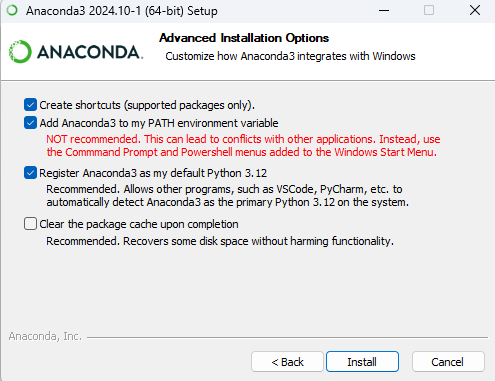 Anaconda3 2024.10-1 (64-bit) Setup
ANACONDA.
Advanced Installation Options
Customize how Anaconda3 integrates with Windows
Create shortcuts (supported packages only).
Add Anaconda3 to my PATH environment variable
NOT recommended. This can lead to conflicts with other applications. Instead, use
the Commmand Prompt and Powershell menus added to the Windows Start Menu.
Register Anaconda3 as my default Python 3.12
Recommended. Allows other programs, such as VSCode, PyCharm, etc. to
automatically detect Anaconda3 as the primary Python 3.12 on the system.
Clear the package cache upon completion
Recommended. Recovers some disk space without harming functionality.
Anaconda, Inc.
< Back
Install
Cancel